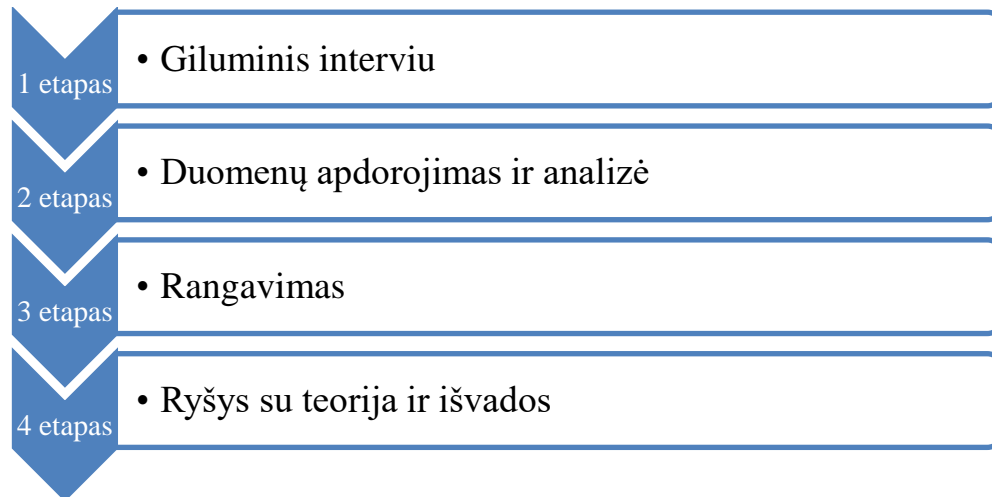 1 etapas
• Giluminis interviu
2 etapas
• Duomenų apdorojimas ir analizė
3 etapas
• Rangavimas
4 etapas
• Ryšys su teorija ir išvados